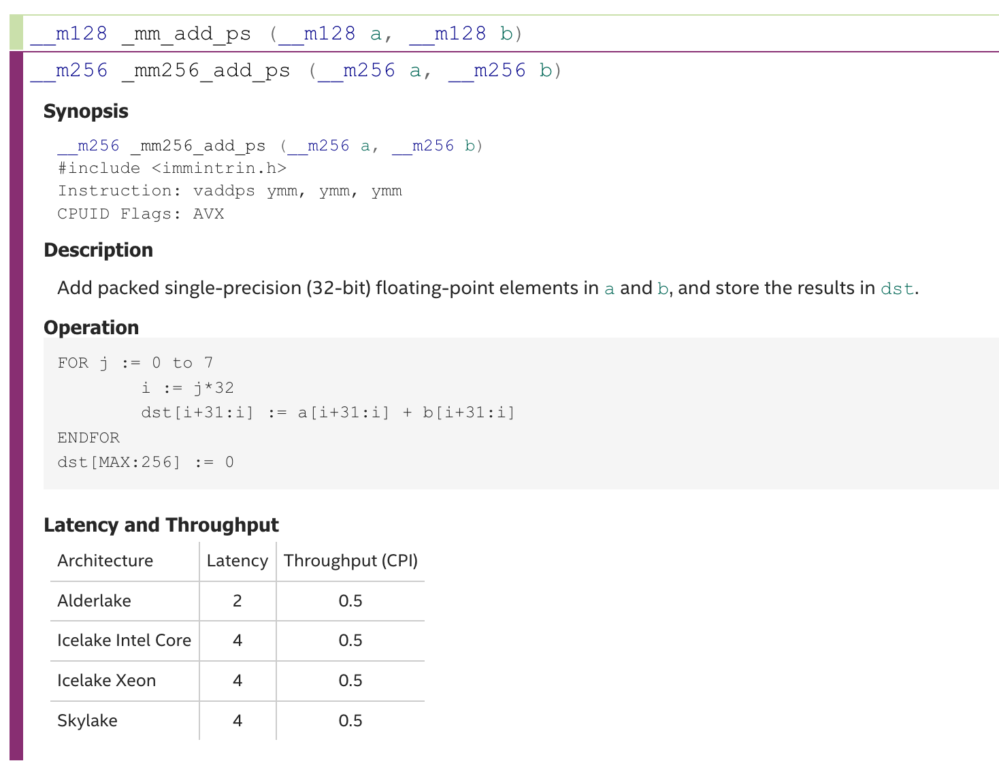 __m128 _mm_add_ps (__m128 a, __m128 b)
__m256 _mm256_add_ps (__m256 a, __m256 b)
Synopsis
__m256 _mm256_add_ps (__m256 a, __m256 b)
#include <immintrin.h>
Instruction: vaddps ymm, ymm, ymm
CPUID Flags: AVX
Description
Add packed single-precision (32-bit) floating-point elements in a and b, and store the results in dst.
Operation
FOR j := 0 to 7
	i := j*32
	dst[i+31:i] := a[i+31:i] + b[i+31:i]
ENDFOR
dst[MAX:256] := 0
Latency and Throughput
Architecture Latency Throughput (CPI)
Alderlake 2 0.5
Icelake Intel Core 4 0.5
Icelake Xeon 4 0.5
Skylake 4 0.5